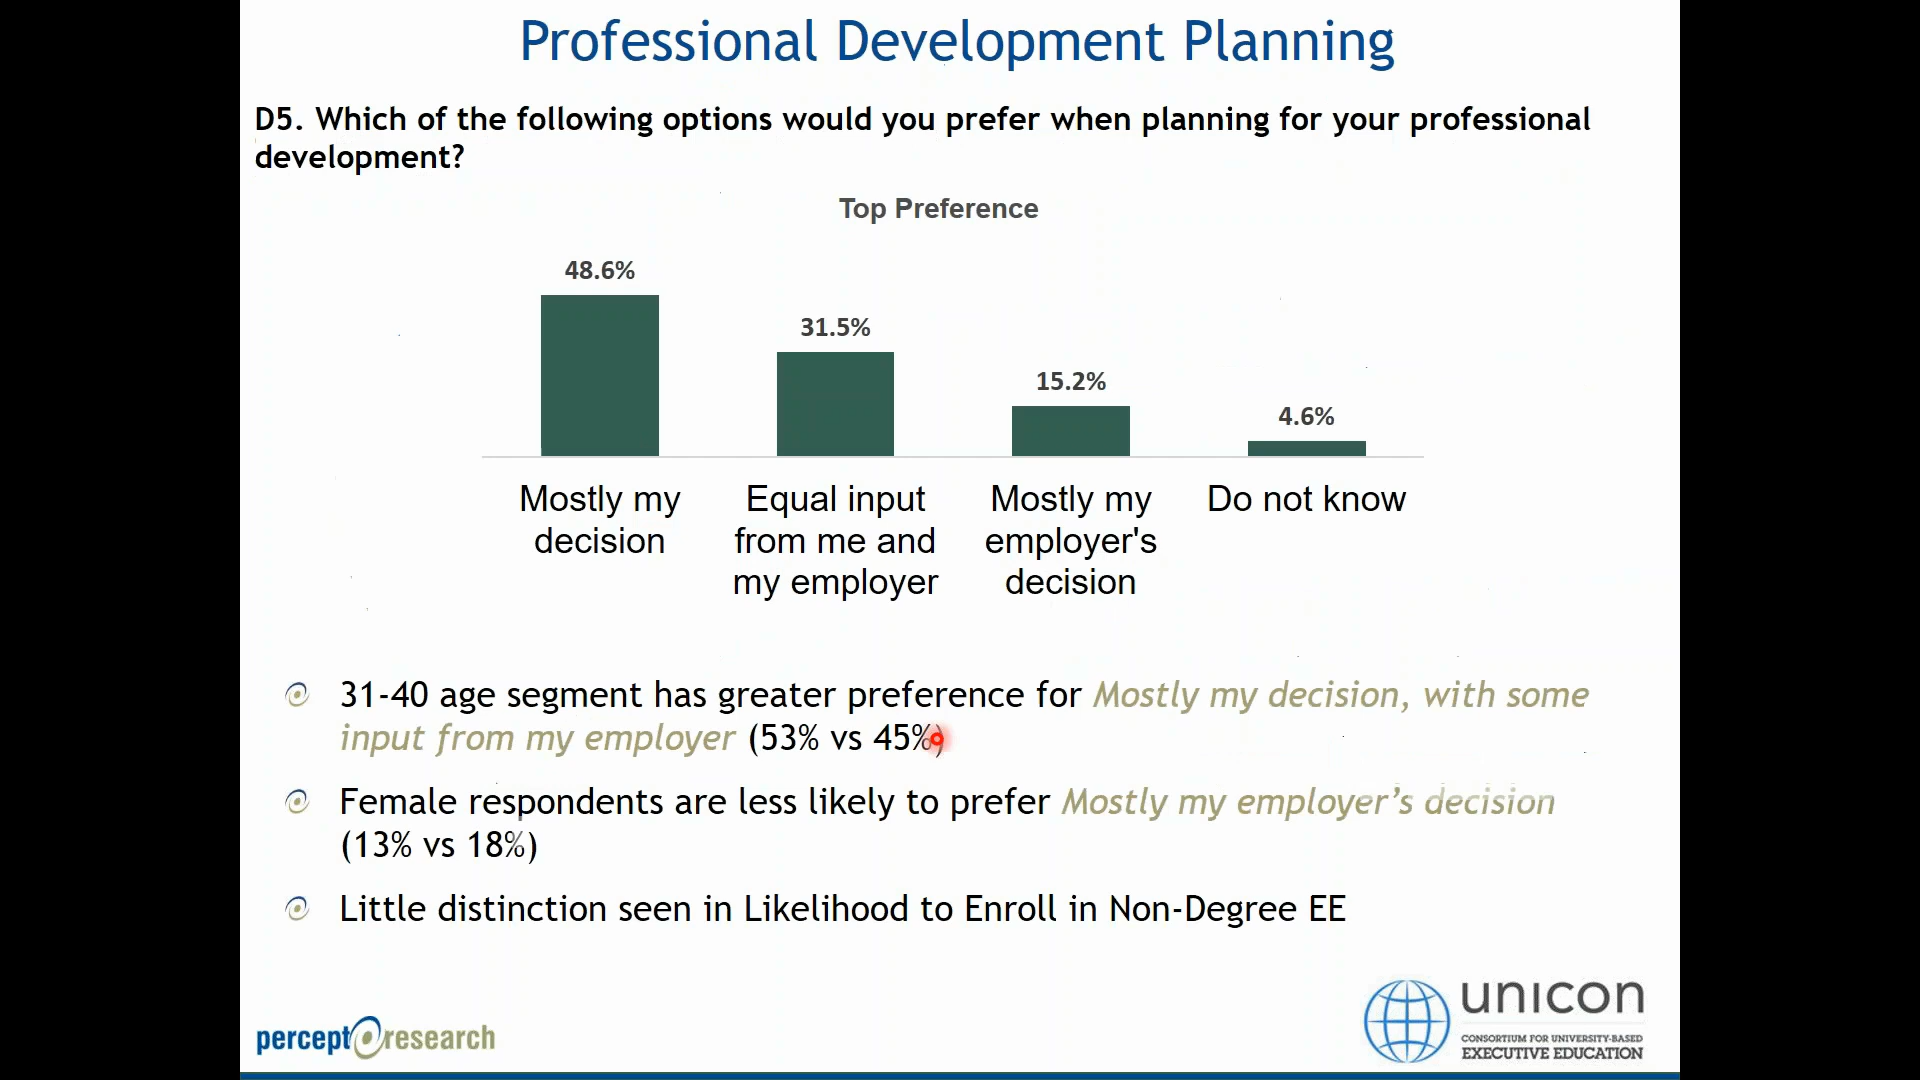 Professional Development Planning
D5. Which of the following options would you prefer when planning for your professional
development?
Top Preference
48.6%
31.5%
15.2%
4.6%
Mostly my
decision
Equal input
from me and
my employer
Mostly my
employer's
decision
Do not know
31-40 age segment has greater preference for Mostly my decision, with some
input from my employer (53% vs 45%)
Female respondents are less likely to prefer Mostly my employer’s decision
(13% vs 18%)
Little distinction seen in Likelihood to Enroll in Non-Degree EE
percept research
unicon
CONSORTIUM FOR UNIVERSITY-BASED
EXECUTIVE EDUCATION